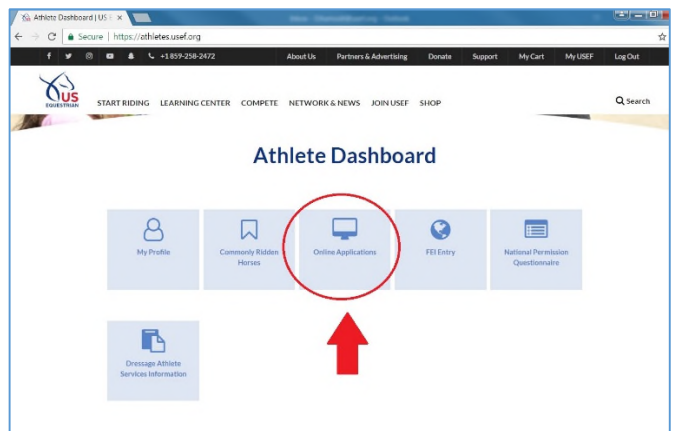 Athlete Dashboard | US E
Secure | https://athletes.usef.org
+1 859-258-2472 About Us Partners & Advertising Donate Support My Cart My USEF Log Out
US
EQUESTRIAN
START RIDING LEARNING CENTER COMPETE NETWORK & NEWS JOIN USEF SHOP Search
Athlete Dashboard
My Profile
Commonly Ridden
Horses
Online Applications
FEI Entry
National Permission
Questionnaire
Dressage Athlete
Services Information